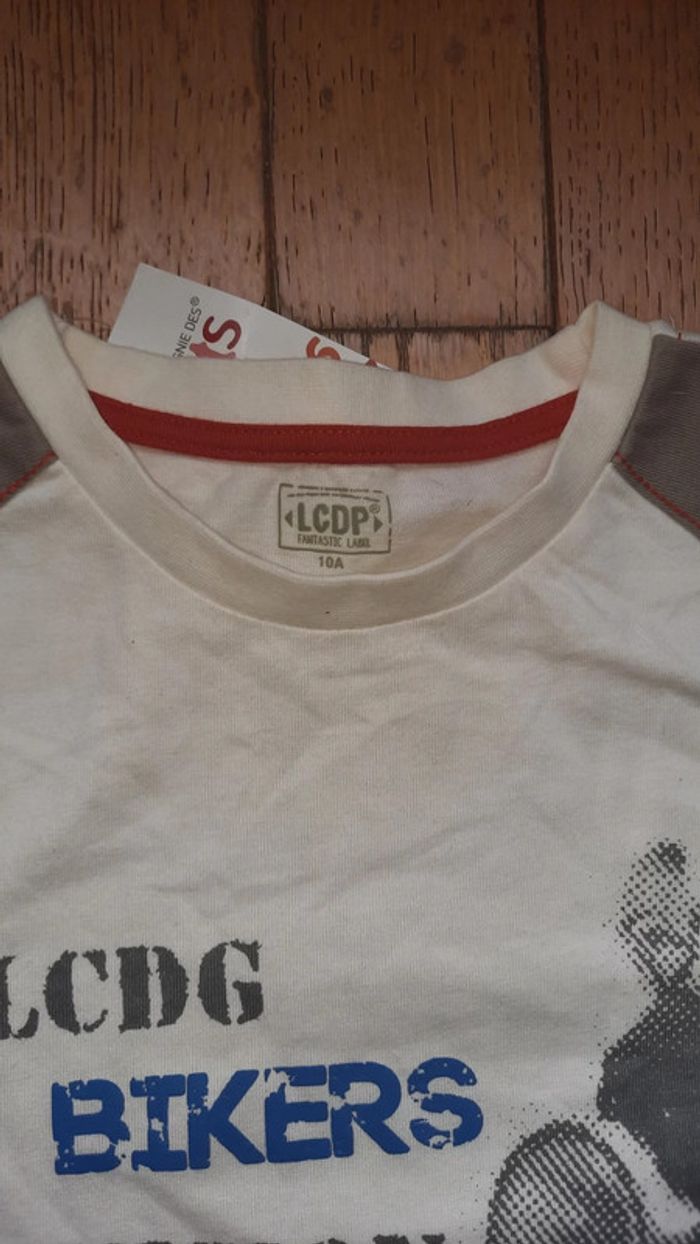 GNIE DES®
S
S
LCDP®
FANTASTIC LABEL
10A
LCDG
BIKERS